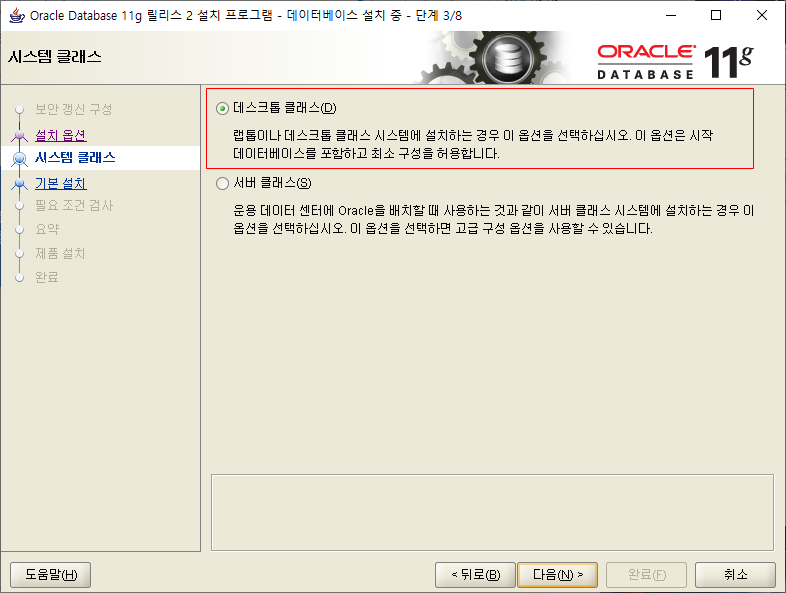 Oracle Database 11g 릴리스 2 설치 프로그램 - 데이터베이스 설치 중 - 단계 3/8
시스템 클래스
ORACLE
DATABASE
11g
보안 갱신 구성
설치 옵션
시스템 클래스
기본 설치
필요 조건 검사
요약
제품 설치
완료
데스크톱 클래스(D)
랩톱이나 데스크톱 클래스 시스템에 설치하는 경우 이 옵션을 선택하십시오. 이 옵션은 시작
데이터베이스를 포함하고 최소 구성을 허용합니다.
서버 클래스(S)
운용 데이터 센터에 Oracle을 배치할 때 사용하는 것과 같이 서버 클래스 시스템에 설치하는 경우 이
옵션을 선택하십시오. 이 옵션을 선택하면 고급 구성 옵션을 사용할 수 있습니다.
도움말(H)
< 뒤로(B)
다음(N) >
완료(F)
취소